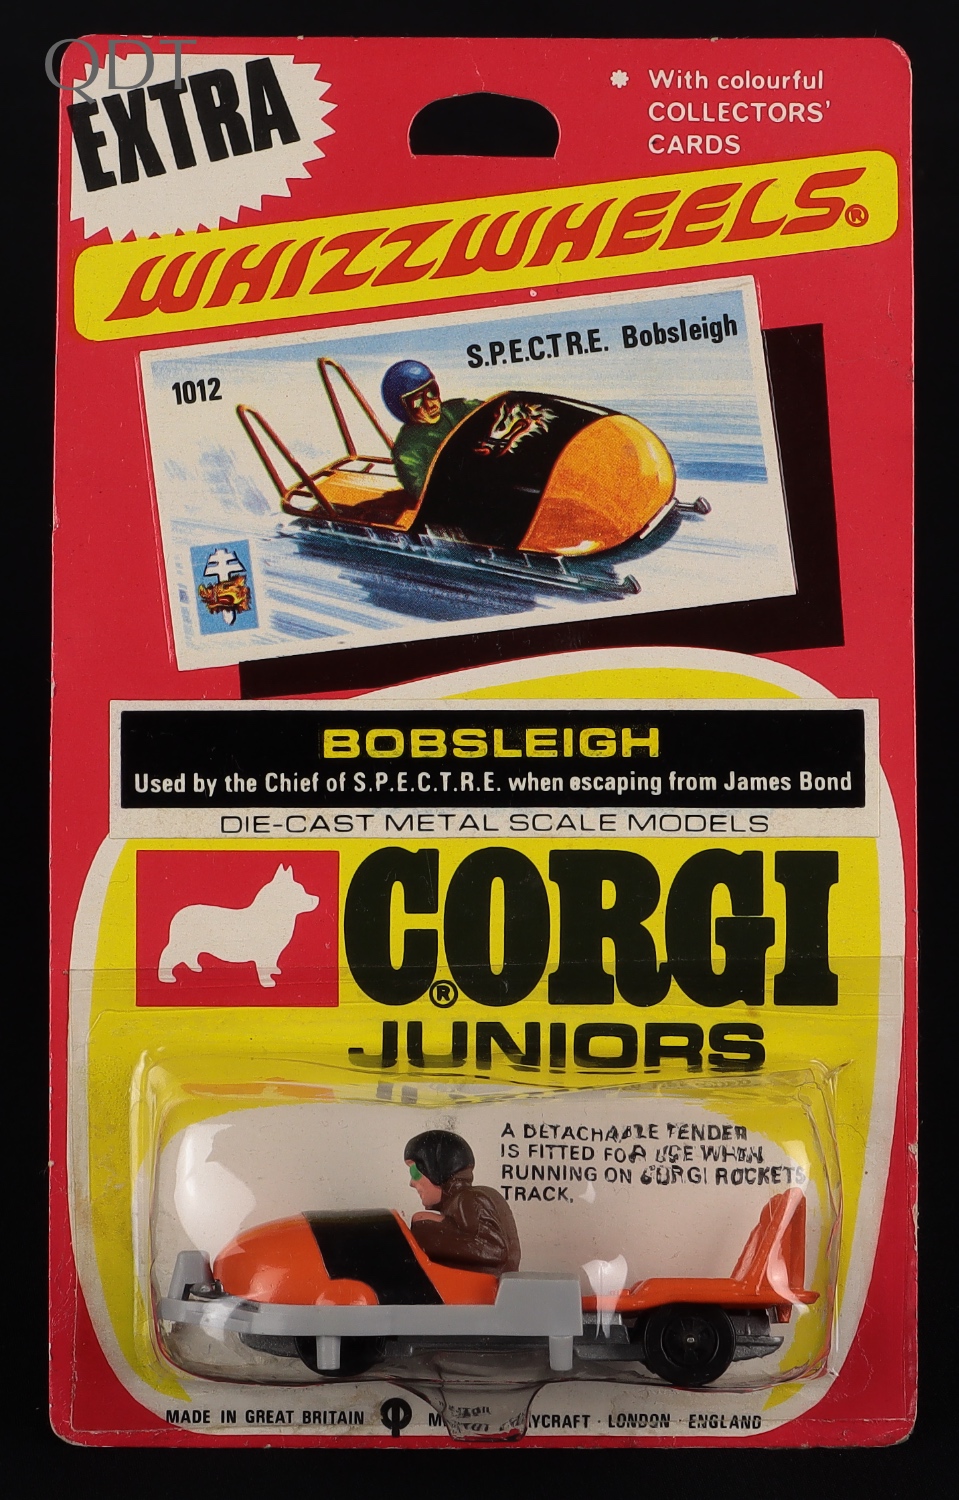 QDT
EXTRA
With colourful
COLLECTORS'
CARDS
WHIZZWHEELS®
S.P.E.C.T.R.E. Bobsleigh
1012
BOBSLEIGH
Used by the Chief of S.P.E.C.T.R.E. when escaping from James Bond
DIE-CAST METAL SCALE MODELS
CORGI®
JUNIORS
A DETACHABLE TENDER
IS FITTED FOR USE WHEN
RUNNING ON CORGI ROCKETS
TRACK.
MADE IN GREAT BRITAIN LONDON · ENGLAND